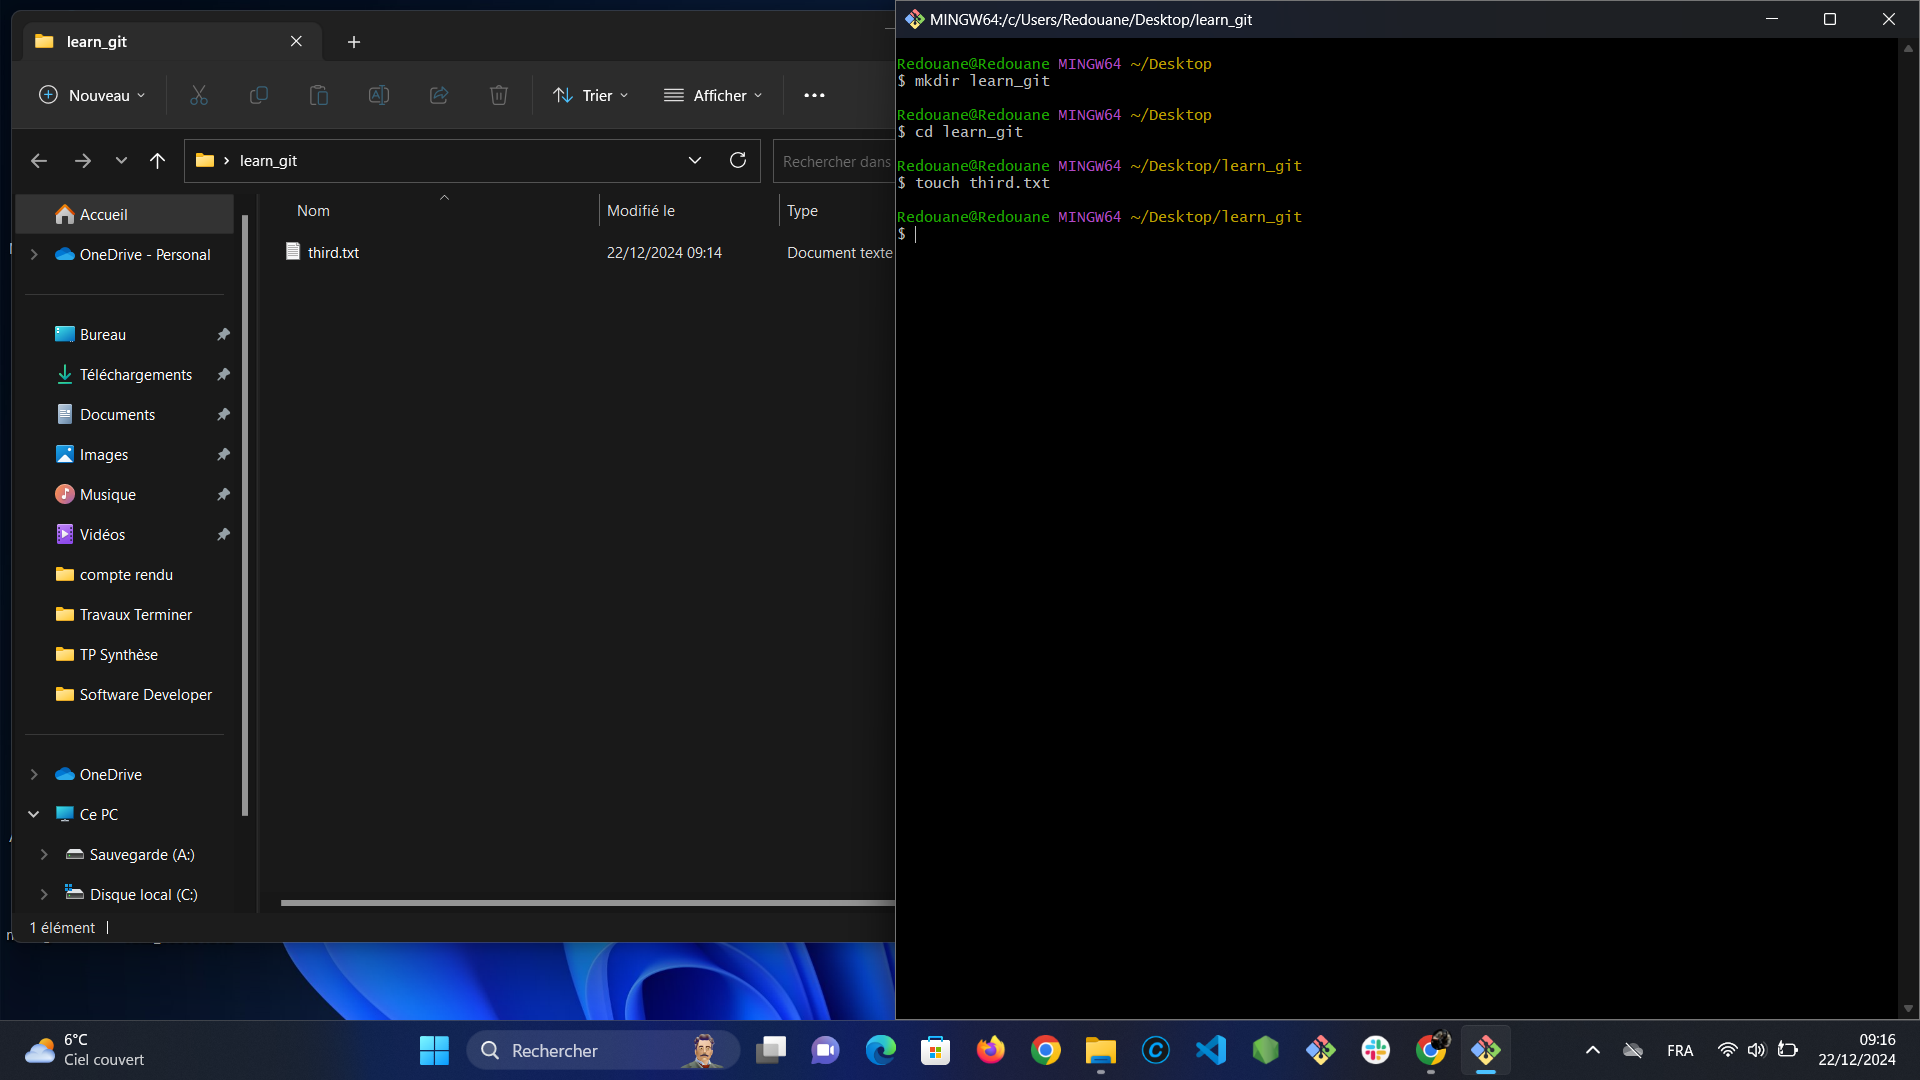 learn_git
Nouveau
Trier
Afficher
learn_git
Rechercher dans
Nom
Modifié le
Type
third.txt
22/12/2024 09:14
Document texte
Accueil
OneDrive - Personal
Bureau
Téléchargements
Documents
Images
Musique
Vidéos
compte rendu
Travaux Terminer
TP Synthèse
Software Developer
OneDrive
Ce PC
Sauvegarde (A:)
Disque local (C:)
1 élément
MINGW64:/c/Users/Redouane/Desktop/learn_git
Redouane@Redouane MINGW64 ~/Desktop
$ mkdir learn_git
Redouane@Redouane MINGW64 ~/Desktop
$ cd learn_git
Redouane@Redouane MINGW64 ~/Desktop/learn_git
$ touch third.txt
Redouane@Redouane MINGW64 ~/Desktop/learn_git
$
6°C
Ciel couvert
Rechercher
FRA
09:16
22/12/2024